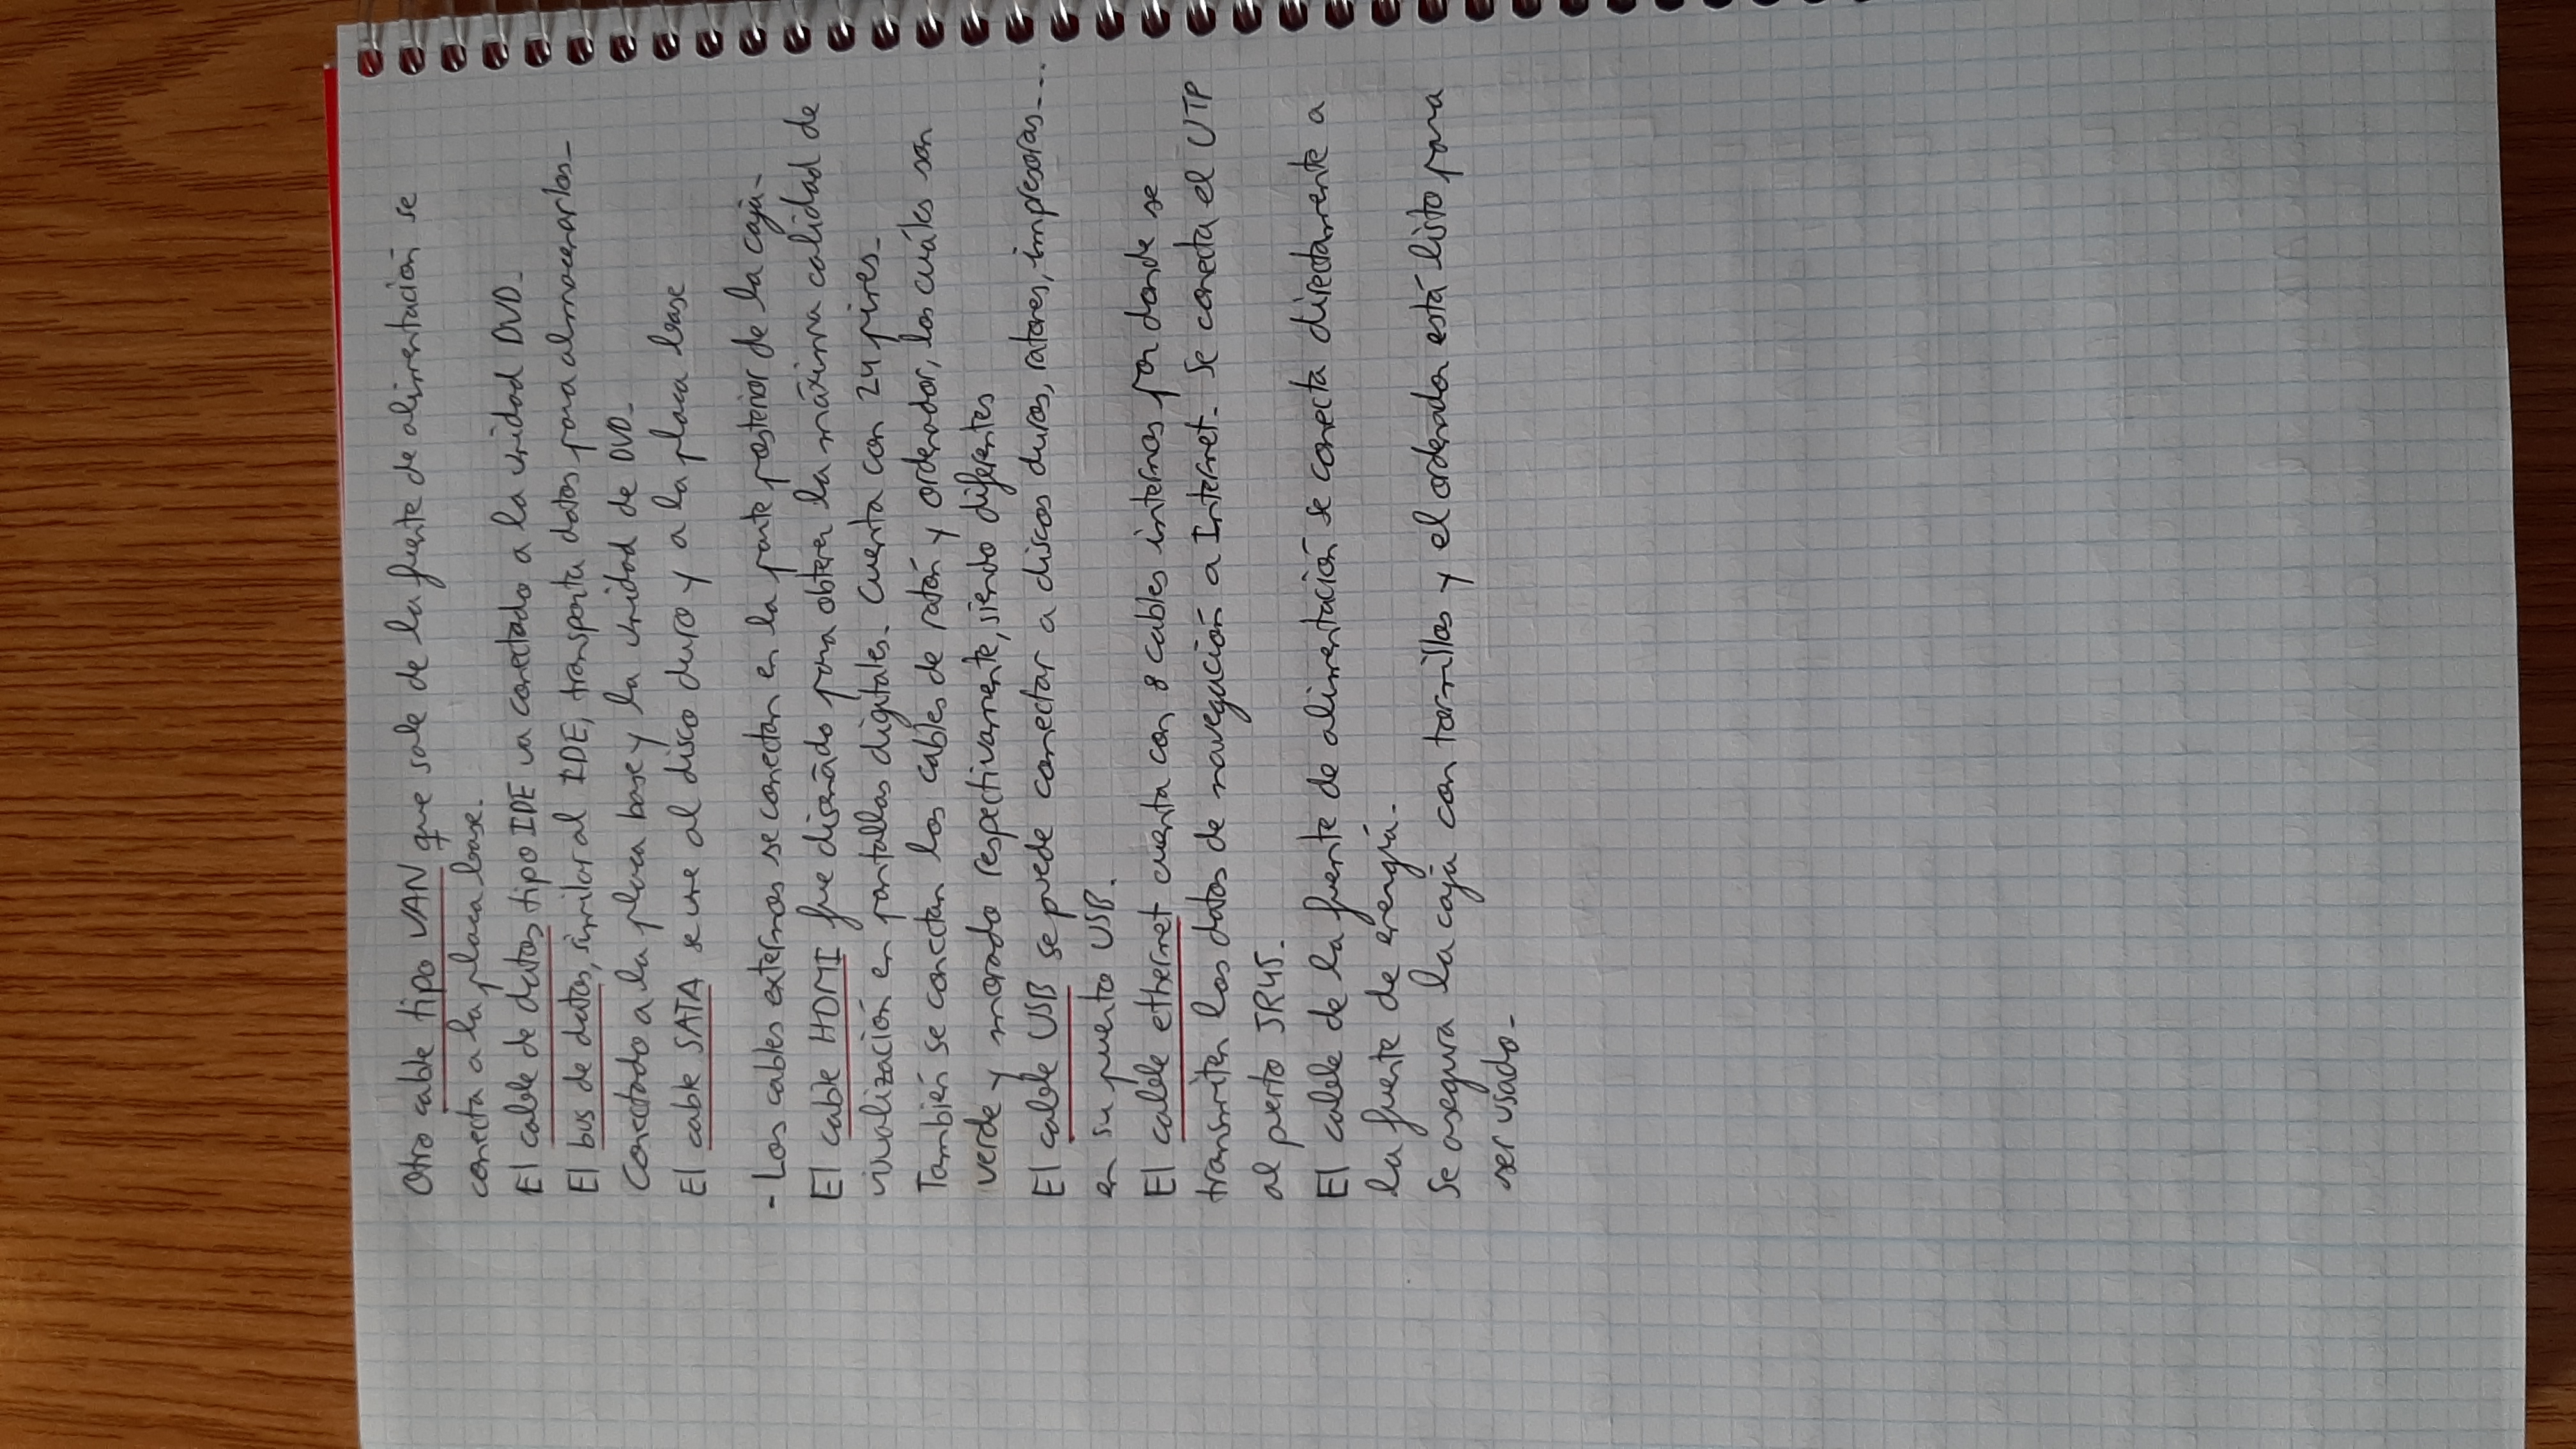 Otro cable tipo VAN que sale de la fuente de alimentación se
conecta a la placa base.
El cable de datos tipo IDE va conectado a la unidad DVD.
El bus de datos, similar al IDE, transporta datos para almacenarlos.
Conectado a la placa base y la unidad de DVD.
El cable SATA se une al disco duro y a la placa base
- Los cables externos se conectan en la parte posterior de la caja.
El cable HDMI fue diseñado para obtener la máxima calidad de
visualización en pantallas digitales. Cuenta con 24 pines.
También se conectan los cables de ratón y ordenador, los cuáles son
verde y morado respectivamente, siendo diferentes
El cable USB se puede conectar a discos duros, ratones, impresoras...
en su puerto USB.
El cable ethernet cuenta con 8 cables internos por donde se
transmiten los datos de navegación a Internet. Se conecta el UTP
al puerto JR45.
El cable de la fuente de alimentación se conecta directamente a
la fuente de energía.
Se asegura la caja con tornillos y el ordenador está listo para
ser usado.